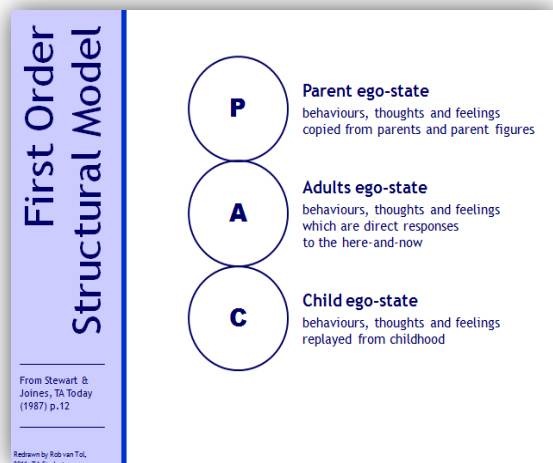 First Order
Structural Model
From Stewart &
Joines, TA Today
(1987) p.12
Redrawn by Rob van Tol,
P
Parent ego-state
behaviours, thoughts and feelings
copied from parents and parent figures
A
Adults ego-state
behaviours, thoughts and feelings
which are direct responses
to the here-and-now
C
Child ego-state
behaviours, thoughts and feelings
replayed from childhood